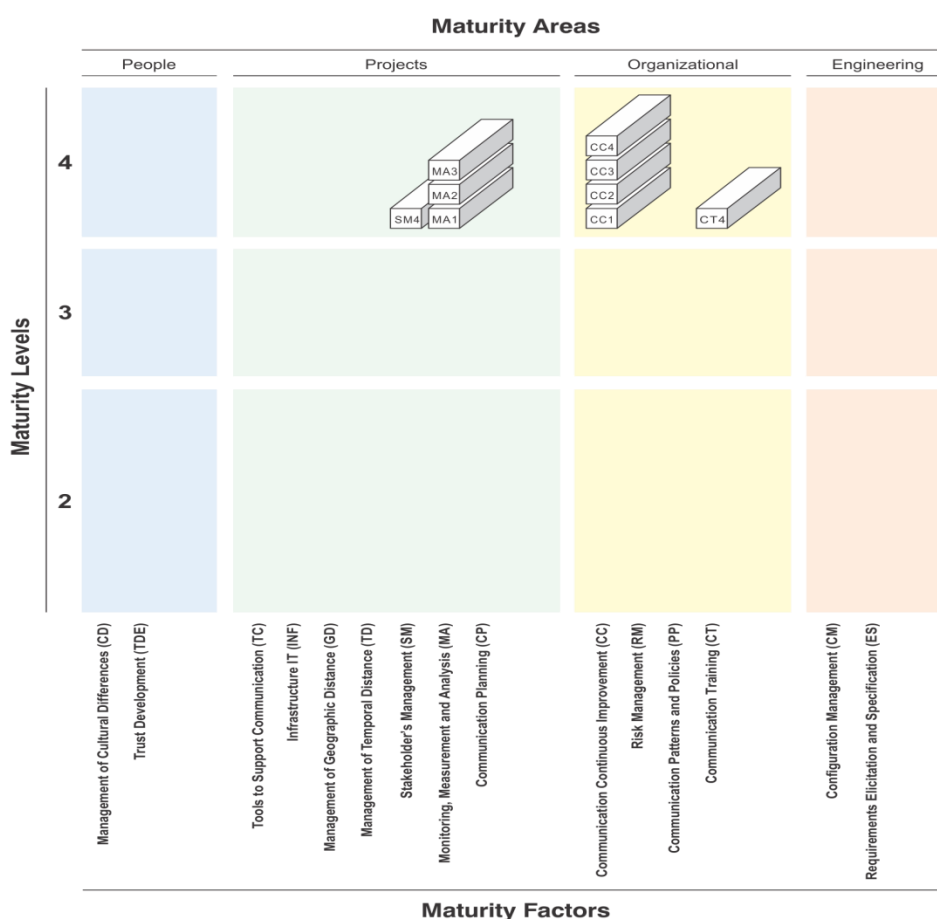 Maturity Areas
People
Projects
Organizational
Engineering
Maturity Levels
4
3
2
MA3
MA2
SM4
MA1
CC4
CC3
CC2
CC1
CT4
Management of Cultural Differences (CD)
Trust Development (TDE)
Tools to Support Communication (TC)
Infrastructure IT (INF)
Management of Geographic Distance (GD)
Management of Temporal Distance (TD)
Stakeholder's Management (SM)
Monitoring, Measurement and Analysis (MA)
Communication Planning (CP)
Communication Continuous Improvement (CC)
Risk Management (RM)
Communication Patterns and Policies (PP)
Communication Training (CT)
Configuration Management (CM)
Requirements Elicitation and Specification (ES)
Maturity Factors